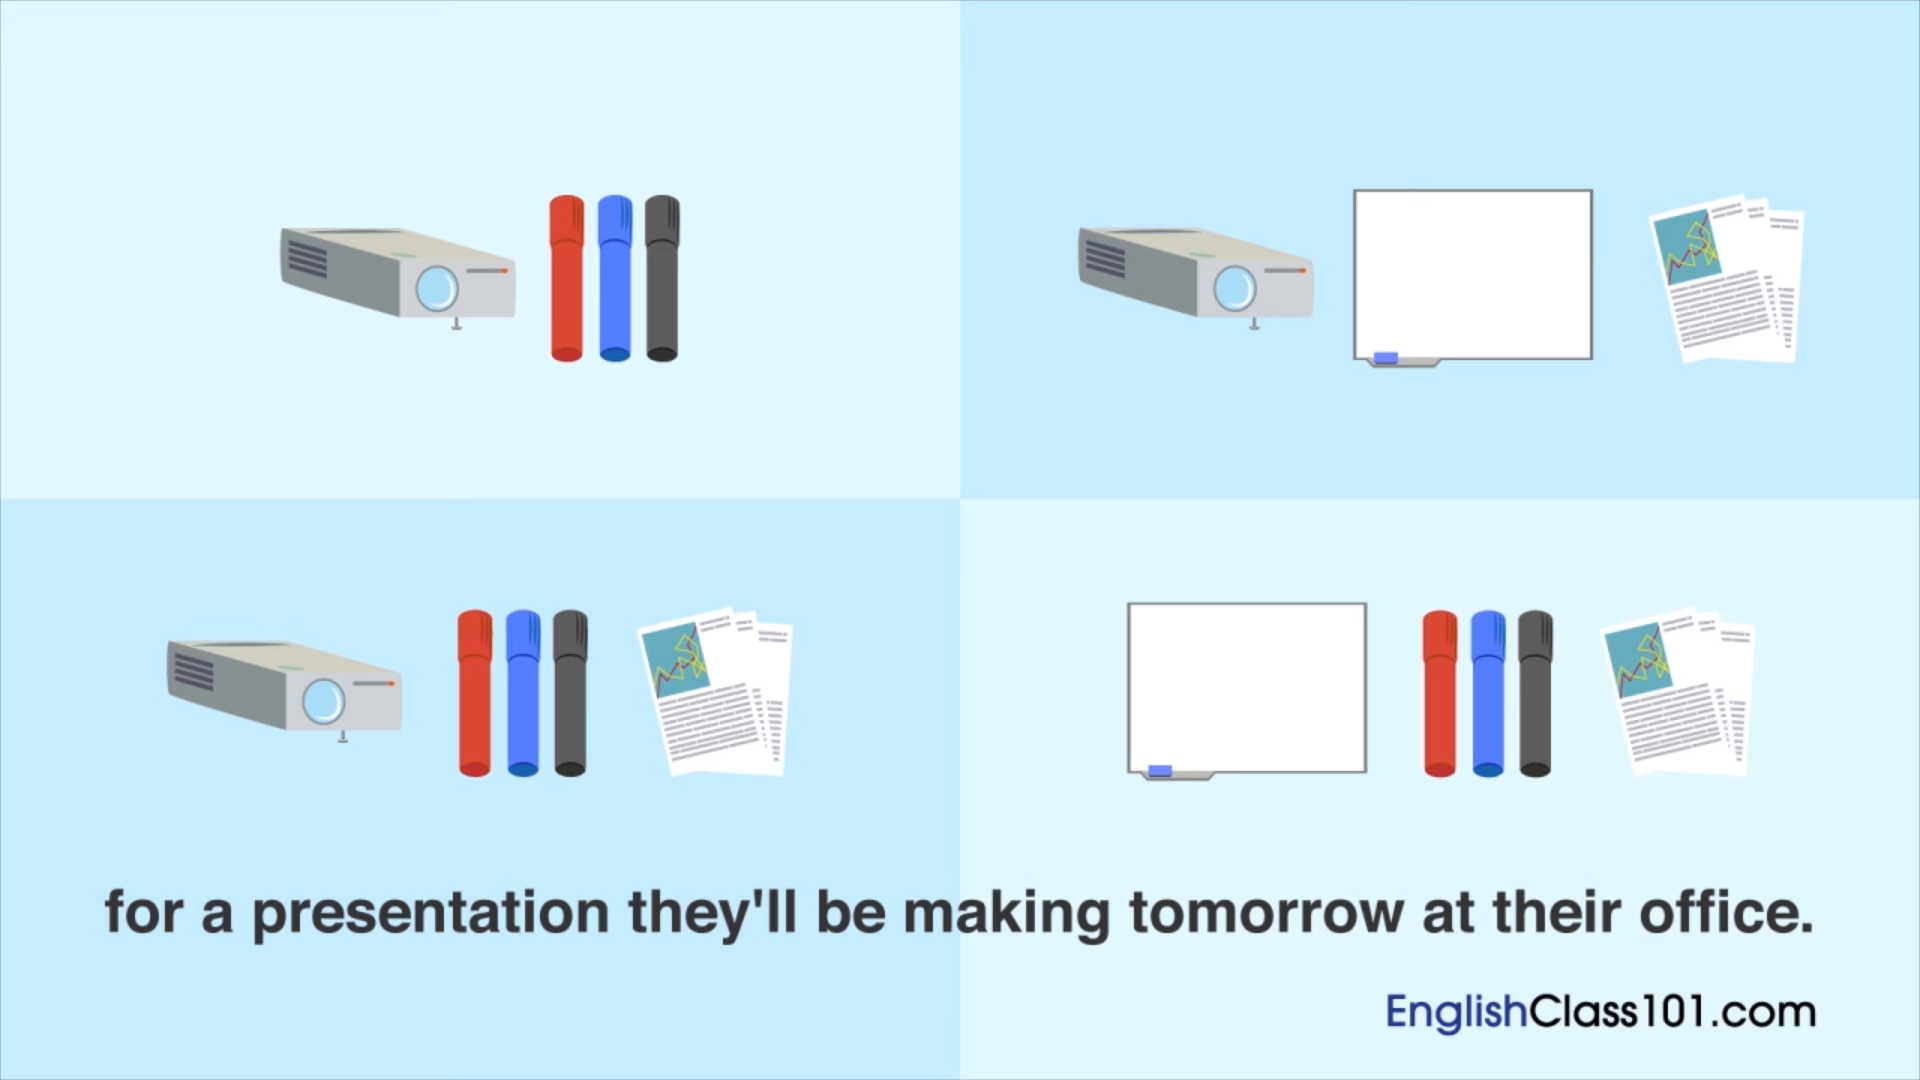 for a presentation they'll be making tomorrow at their office.
EnglishClass101.com